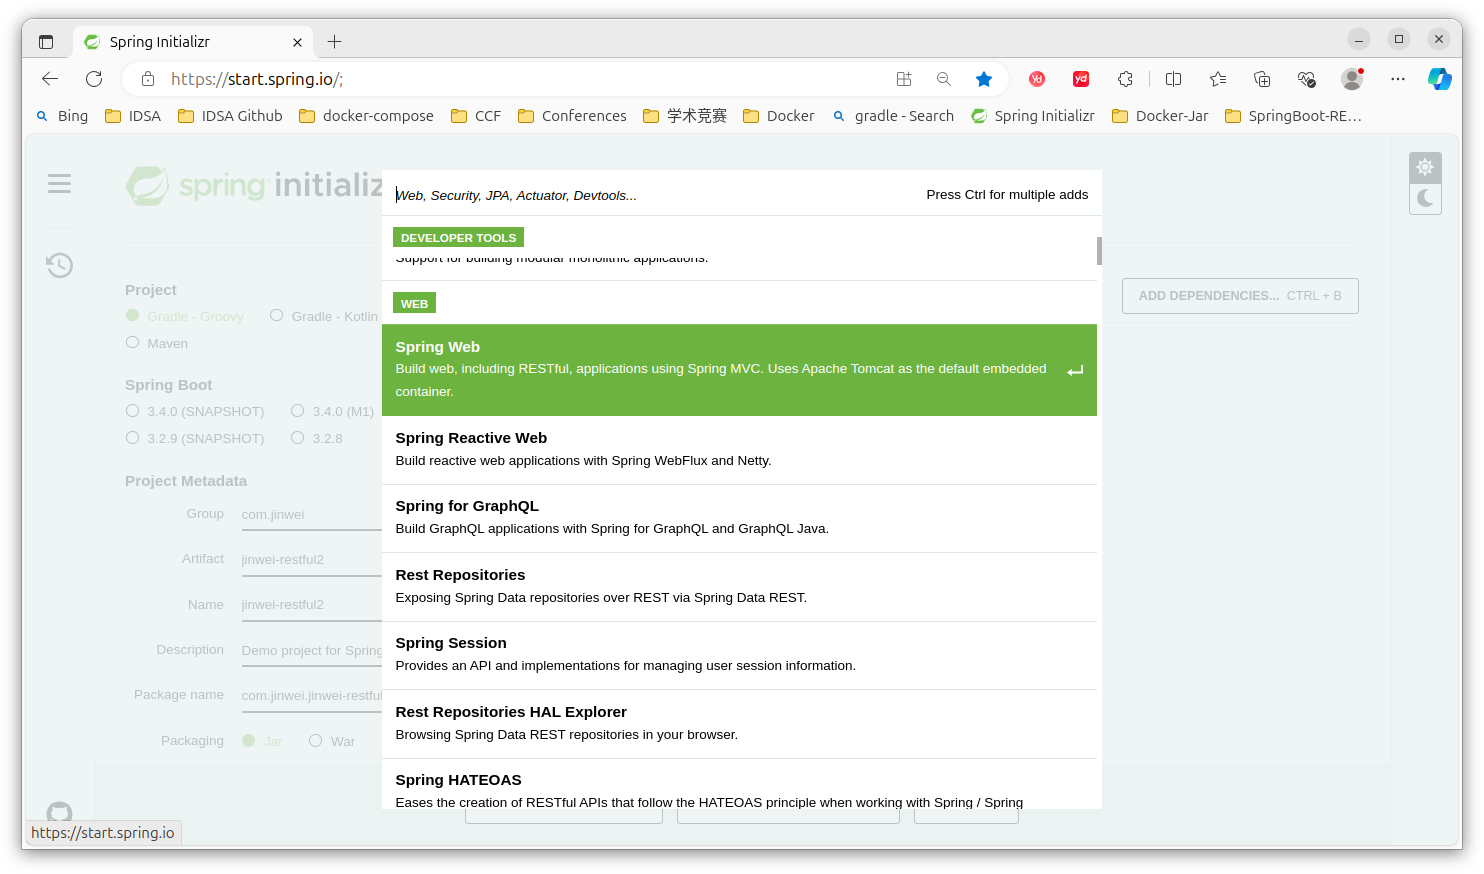 Spring Initializr
https://start.spring.io/;
Bing
IDSA
IDSA Github
docker-compose
CCF
Conferences
学术竞赛
Docker
gradle - Search
Spring Initializr
Docker-Jar
SpringBoot-RE...
spring initializ
Web, Security, JPA, Actuator, Devtools...
Press Ctrl for multiple adds
DEVELOPER TOOLS
Support for building modular monolithic applications.
WEB
Spring Web
Build web, including RESTful, applications using Spring MVC. Uses Apache Tomcat as the default embedded
container.
Spring Reactive Web
Build reactive web applications with Spring WebFlux and Netty.
Spring for GraphQL
Build GraphQL applications with Spring for GraphQL and GraphQL Java.
Rest Repositories
Exposing Spring Data repositories over REST via Spring Data REST.
Spring Session
Provides an API and implementations for managing user session information.
Rest Repositories HAL Explorer
Browsing Spring Data REST repositories in your browser.
Spring HATEOAS
Eases the creation of RESTful APIs that follow the HATEOAS principle when working with Spring / Spring
Project
Gradle - Groovy
Gradle - Kotlin
Maven
Spring Boot
3.4.0 (SNAPSHOT)
3.4.0 (M1)
3.2.9 (SNAPSHOT)
3.2.8
Project Metadata
Group
com.jinwei
Artifact
jinwei-restful2
Name
jinwei-restful2
Description
Demo project for Spring
Package name
com.jinwei.jinwei-restful
Packaging
Jar
War
ADD DEPENDENCIES... CTRL + B
https://start.spring.io